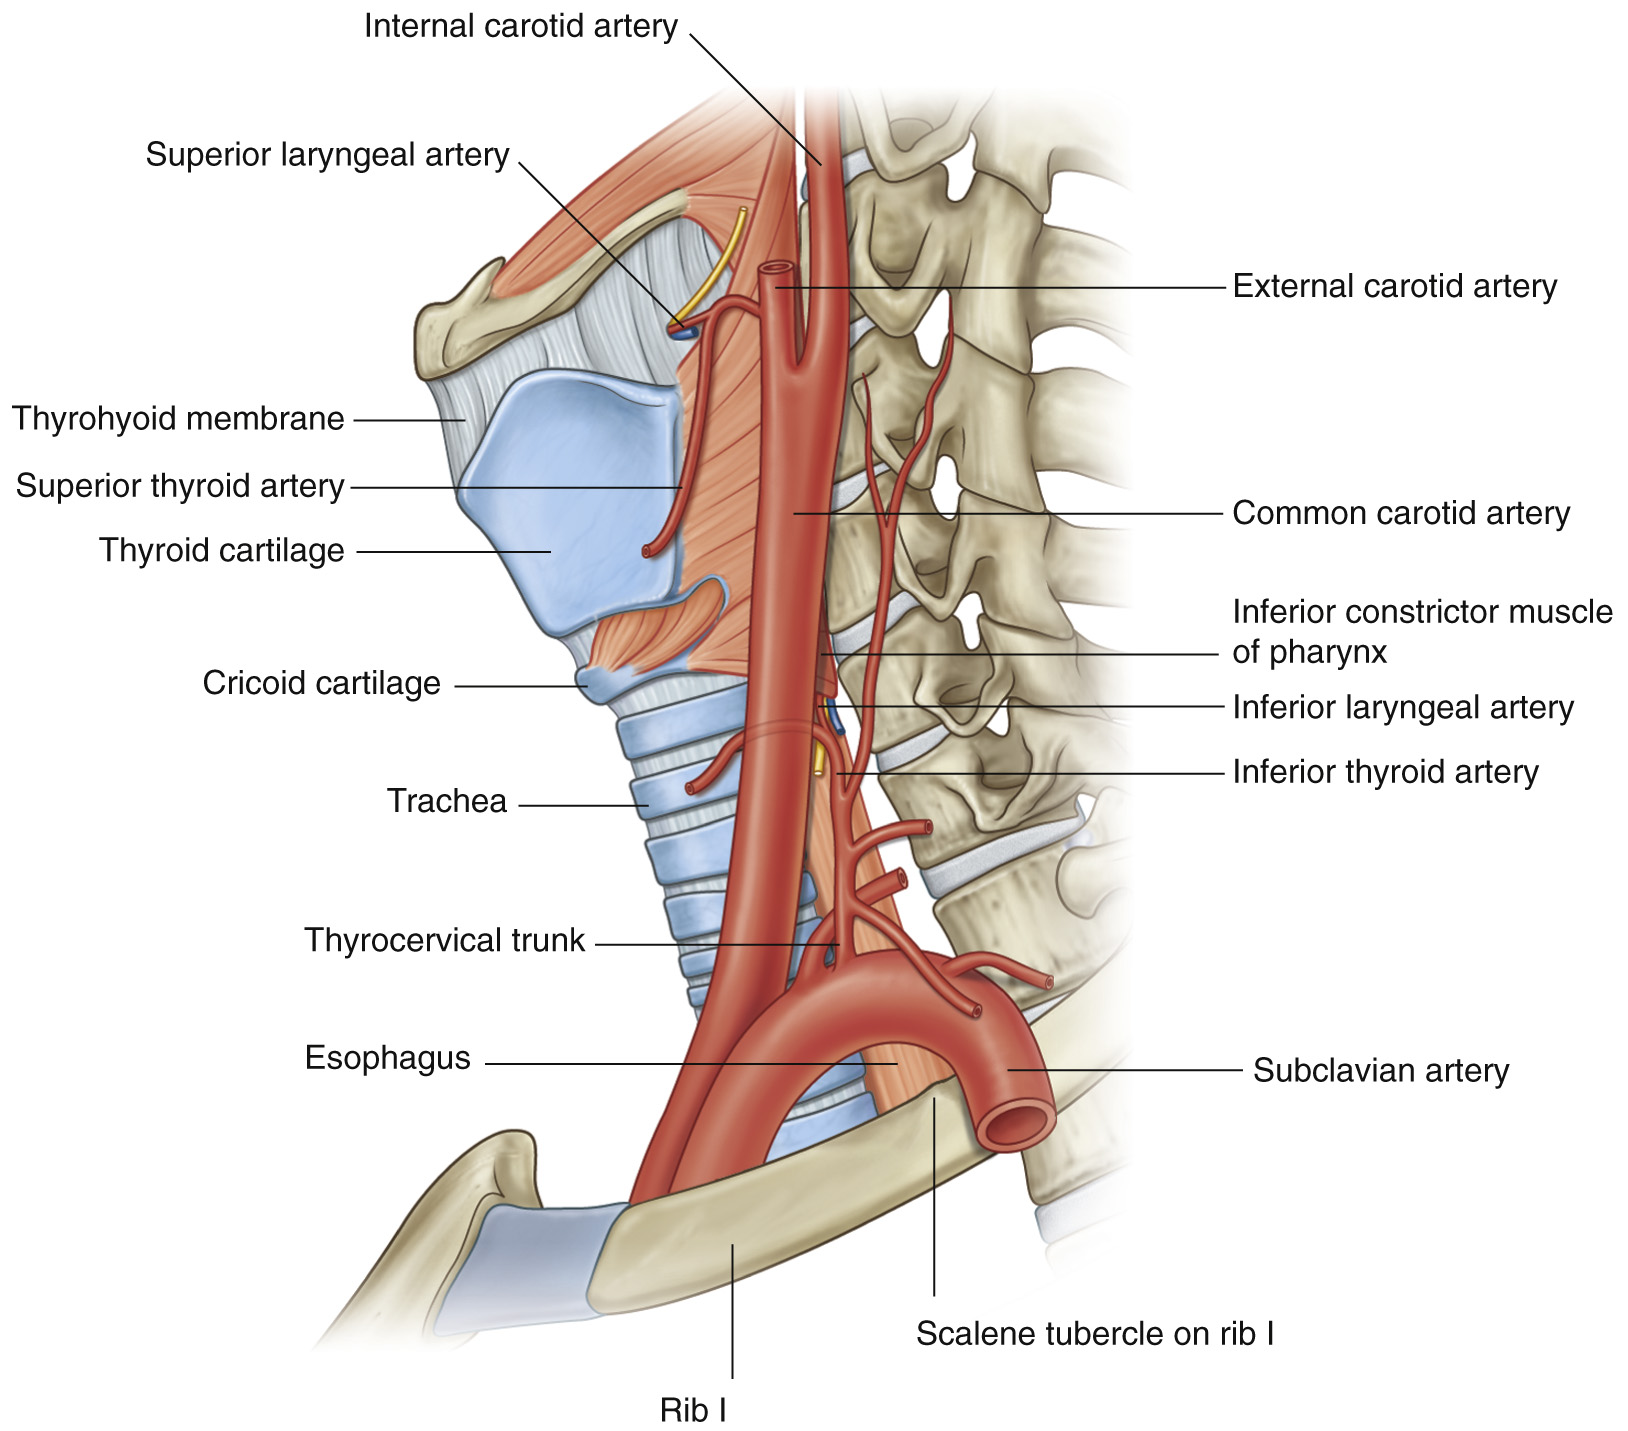 Internal carotid artery
Superior laryngeal artery
External carotid artery
Thyrohyoid membrane
Superior thyroid artery
Common carotid artery
Thyroid cartilage
Inferior constrictor muscle
of pharynx
Cricoid cartilage
Inferior laryngeal artery
Inferior thyroid artery
Trachea
Thyrocervical trunk
Esophagus
Subclavian artery
Scalene tubercle on rib I
Rib I